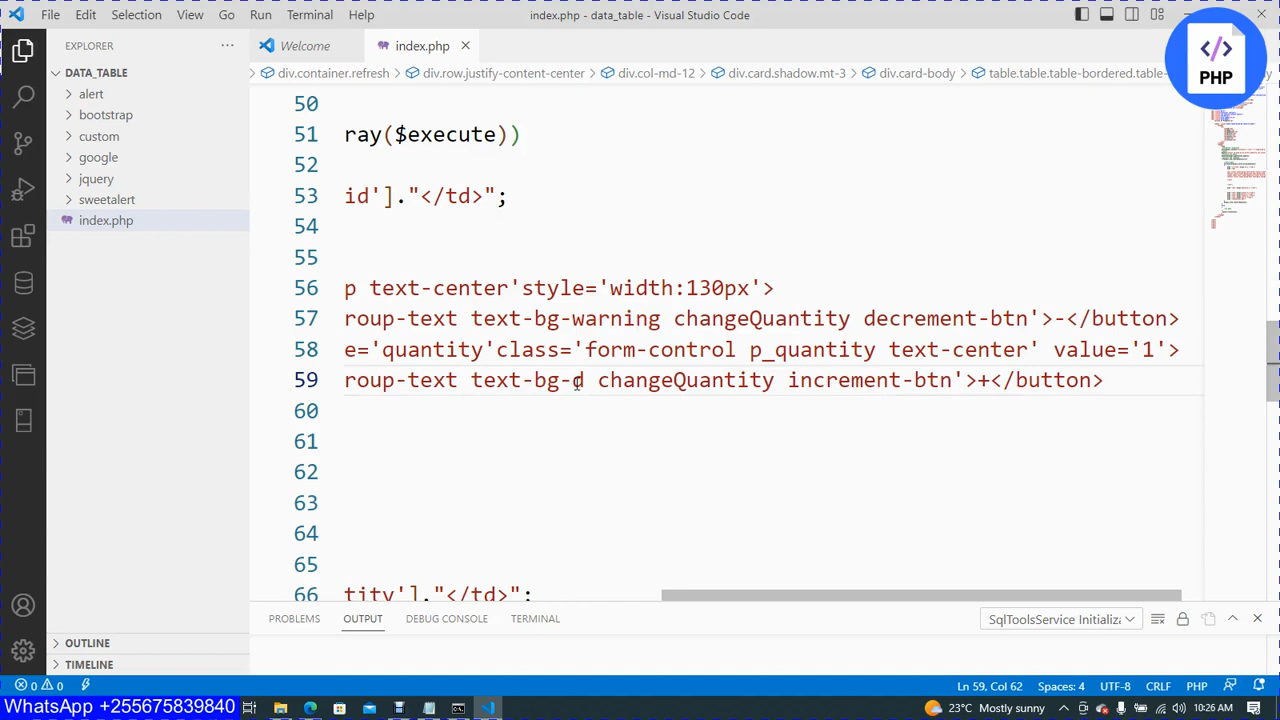 File Edit Selection View Go Run Terminal Help index.php - data_table - Visual Studio Code
EXPLORER
Welcome
index.php
PHP
DATA_TABLE
div.container.refresh div.row.justify-content-center div.col-md-12 div.card.shadow.mt-3 div.card-body table.table.table-bordered.table-
alert
bootstrap
custom
google
jquery
sweetalert
index.php
50
51 ray($execute))
52
53 id']."</td>";
54
55
56 p text-center'style='width:130px'>
57 roup-text text-bg-warning changeQuantity decrement-btn'>-</button>
58 e='quantity'class='form-control p_quantity text-center' value='1'>
59 roup-text text-bg-d changeQuantity increment-btn'>+</button>
60
61
62
63
64
65
66 tity']."</td>";
PROBLEMS OUTPUT DEBUG CONSOLE TERMINAL
SqlToolsService Initializa
OUTLINE
TIMELINE
0 0
Ln 59, Col 62 Spaces: 4 UTF-8 CRLF PHP
WhatsApp +255675839840
23°C Mostly sunny
10:26 AM